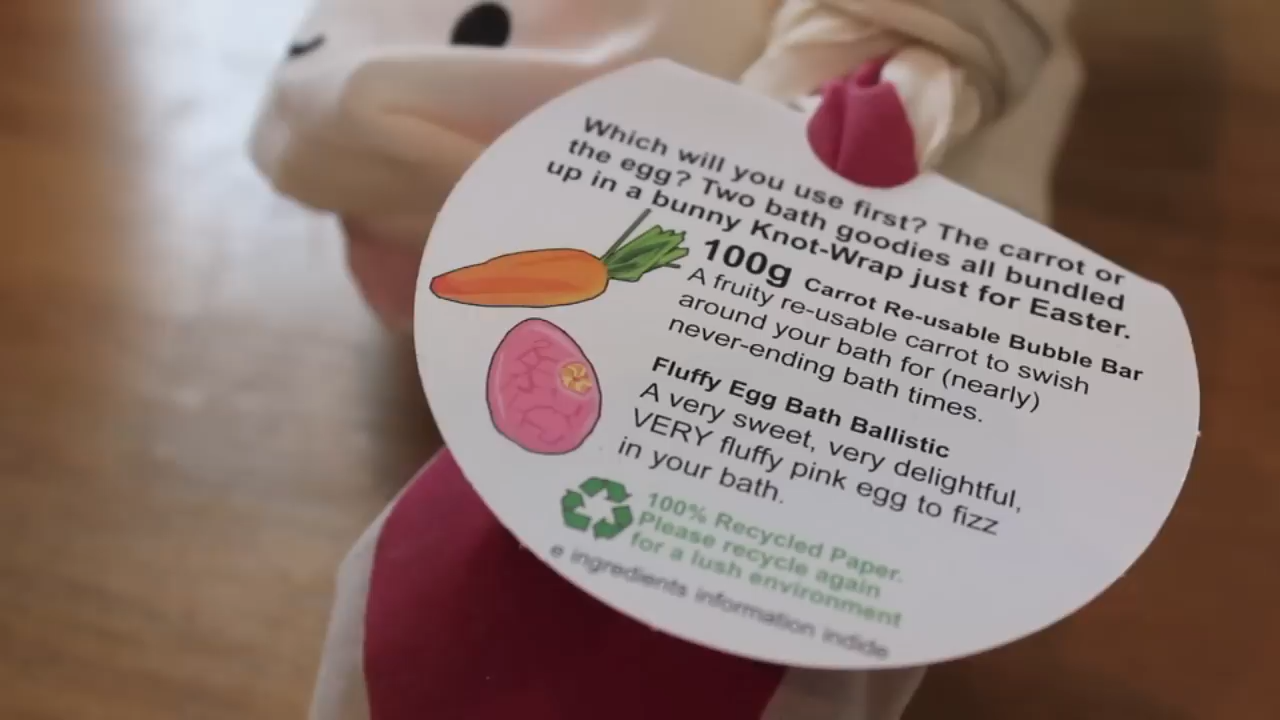 Which will you use first? The carrot or
the egg? Two bath goodies all bundled
up in a bunny Knot-Wrap just for Easter.
100g Carrot Re-usable Bubble Bar
A fruity re-usable carrot to swish
around your bath for (nearly)
never-ending bath times.
Fluffy Egg Bath Ballistic
A very sweet, very delightful,
VERY fluffy pink egg to fizz
in your bath.
100% Recycled Paper.
Please recycle again
for a lush environment
e ingredients information indide